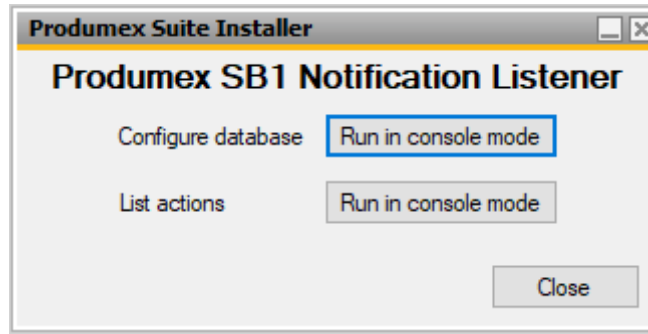 Produmex Suite Installer
Produmex SB1 Notification Listener
Configure database Run in console mode
List actions Run in console mode
Close